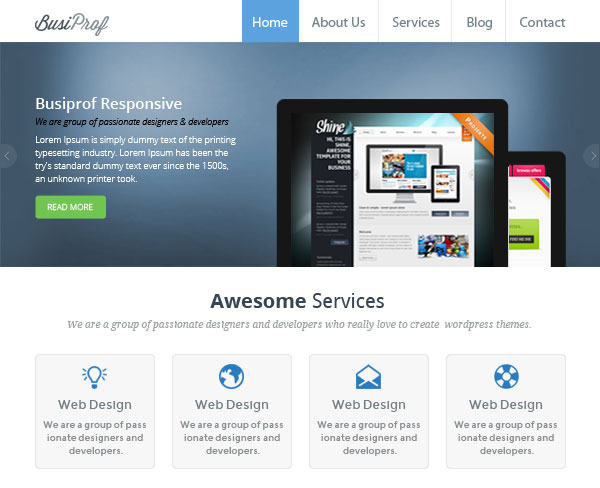 BusiProf
Home About Us Services Blog Contact
Busiprof Responsive
We are group of passionate designers & developers
Lorem Ipsum is simply dummy text of the printing
typesetting industry. Lorem Ipsum has been the
try's standard dummy text ever since the 1500s,
an unknown printer took.
READ MORE
Shine
HI, THIS IS
SHINE,
AWESOME
TEMPLATE FOR
YOUR
BUSINESS
browse offers
Awesome Services
We are a group of passionate designers and developers who really love to create wordpress themes.
Web Design Web Design Web Design Web Design
We are a group of pass We are a group of pass We are a group of pass We are a group of pass
ionate designers and ionate designers and ionate designers and ionate designers and
developers. developers. developers. developers.